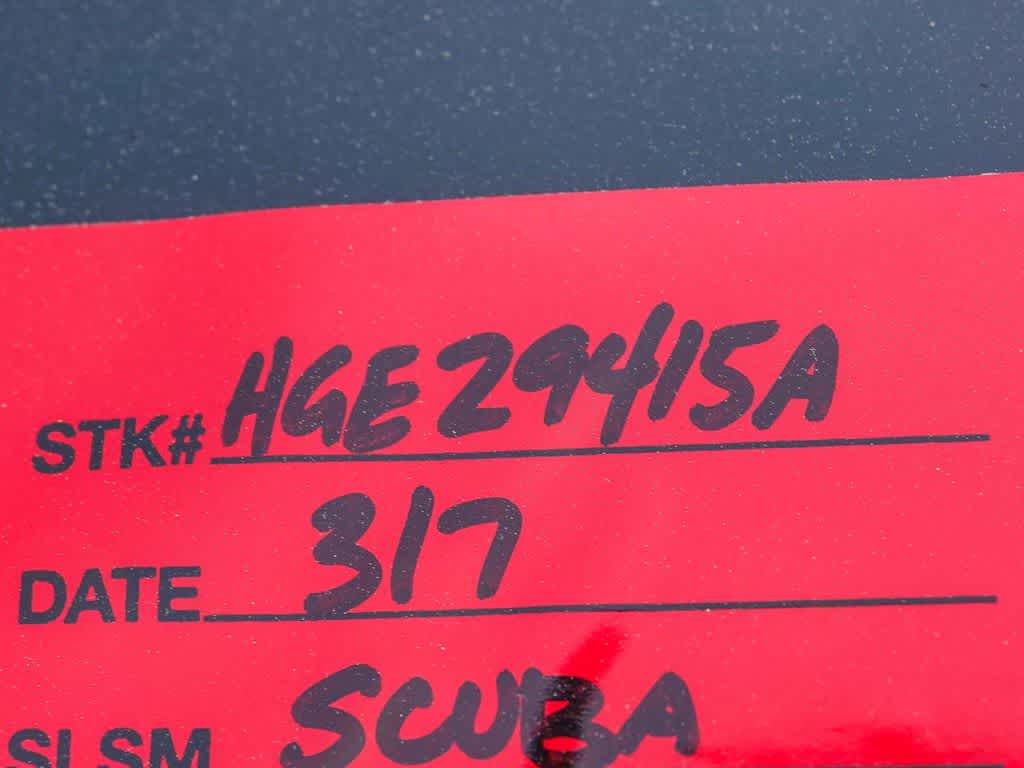 STK# HGE29415A
DATE 3/7
SLSM SCUBA